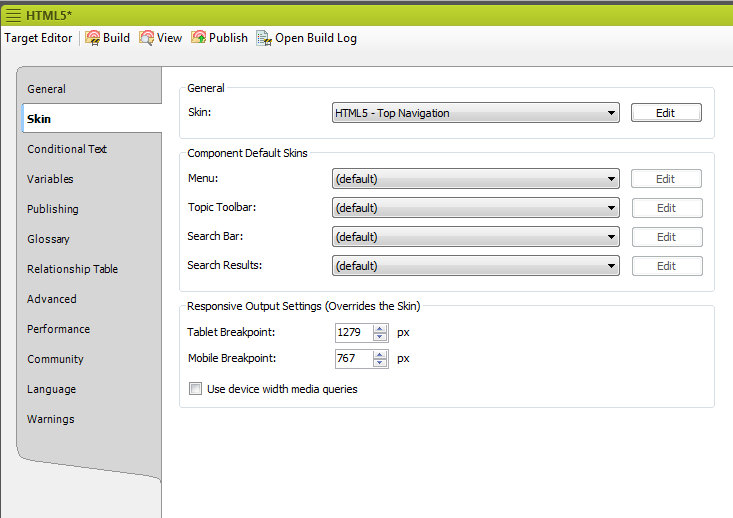 HTML5*
Target Editor Build View Publish Open Build Log
General
Skin
Conditional Text
Variables
Publishing
Glossary
Relationship Table
Advanced
Performance
Community
Language
Warnings
General
Skin: HTML5 - Top Navigation Edit
Component Default Skins
Menu: (default) Edit
Topic Toolbar: (default) Edit
Search Bar: (default) Edit
Search Results: (default) Edit
Responsive Output Settings (Overrides the Skin)
Tablet Breakpoint: 1279 px
Mobile Breakpoint: 767 px
Use device width media queries